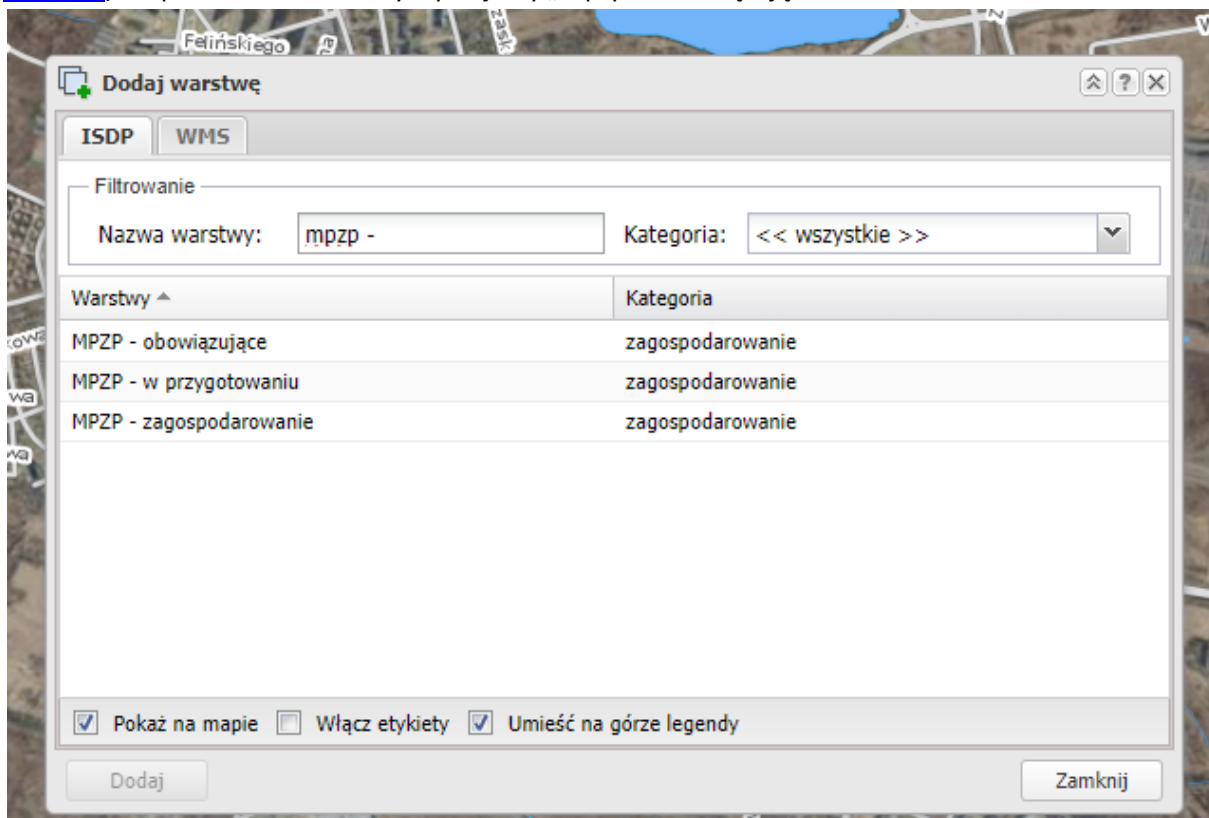 Felińskiego
Dodaj warstwę
ISDP WMS
Filtrowanie
Nazwa warstwy: mpzp - Kategoria: << wszystkie >>
Warstwy Kategoria
MPZP - obowiązujące zagospodarowanie
MPZP - w przygotowaniu zagospodarowanie
MPZP - zagospodarowanie zagospodarowanie
Pokaż na mapie Włącz etykiety Umieść na górze legendy
Dodaj Zamknij